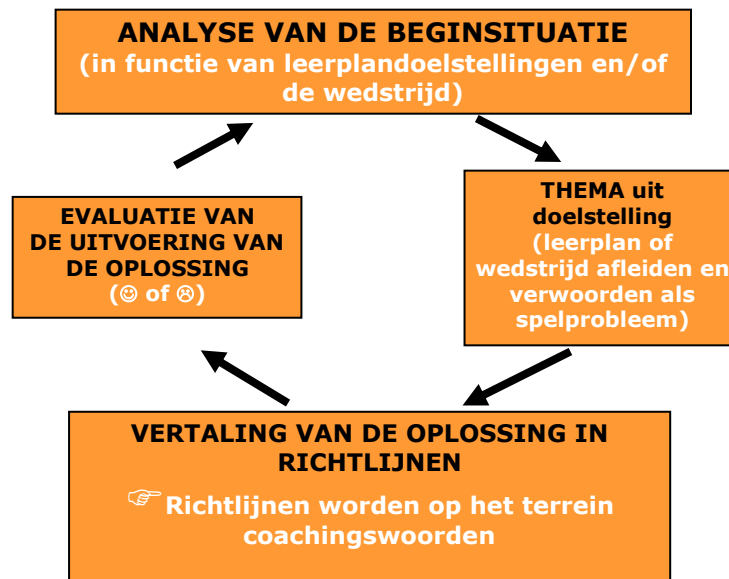 ANALYSE VAN DE BEGINSITUATIE
(in functie van leerplandoelstellingen en/of
de wedstrijd)
THEMA uit
doelstelling
(leerplan of
wedstrijd afleiden en
verwoorden als
spelprobleem)
EVALUATIE VAN
DE UITVOERING VAN
DE OPLOSSING
(☺ of ☹)
VERTALING VAN DE OPLOSSING IN
RICHTLIJNEN
☞ Richtlijnen worden op het terrein
coachingswoorden